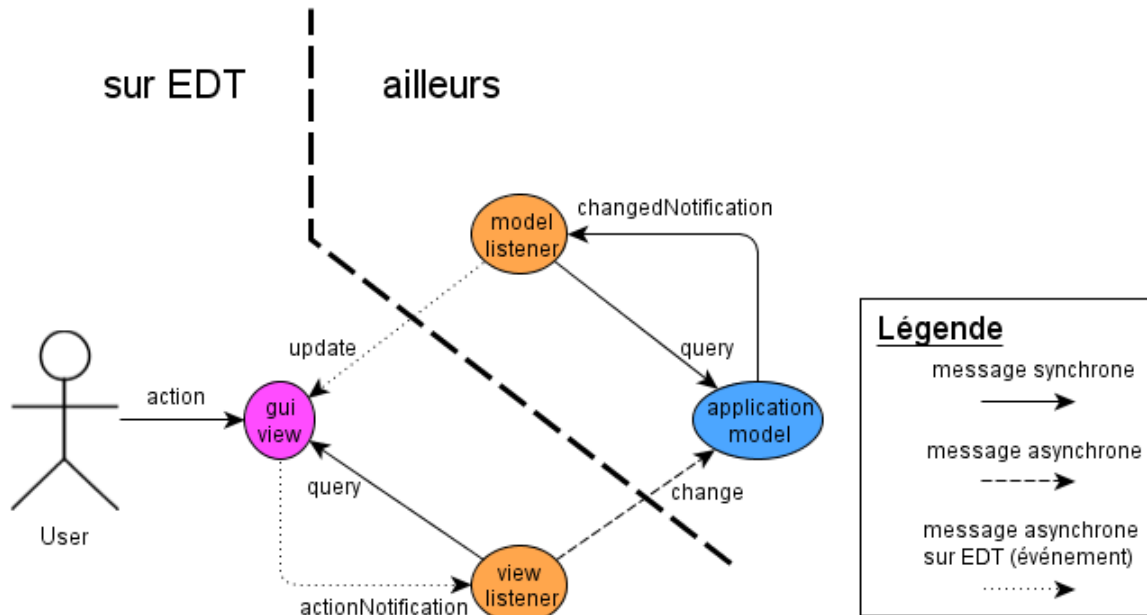 sur EDT
ailleurs
model
listener
changedNotification
update
query
action
gui
view
application
model
query
change
User
view
listener
actionNotification
Légende
message synchrone
message asynchrone
message asynchrone
sur EDT (événement)